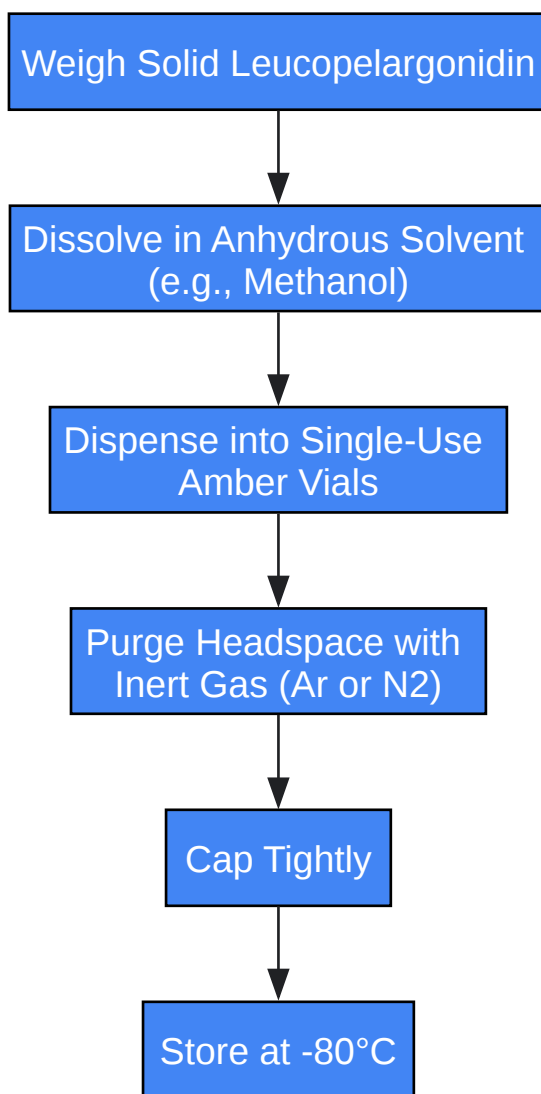 Weigh Solid Leucopelargonidin
Dissolve in Anhydrous Solvent
(e.g., Methanol)
Dispense into Single-Use
Amber Vials
Purge Headspace with
Inert Gas (Ar or N2)
Cap Tightly
Store at -80°C